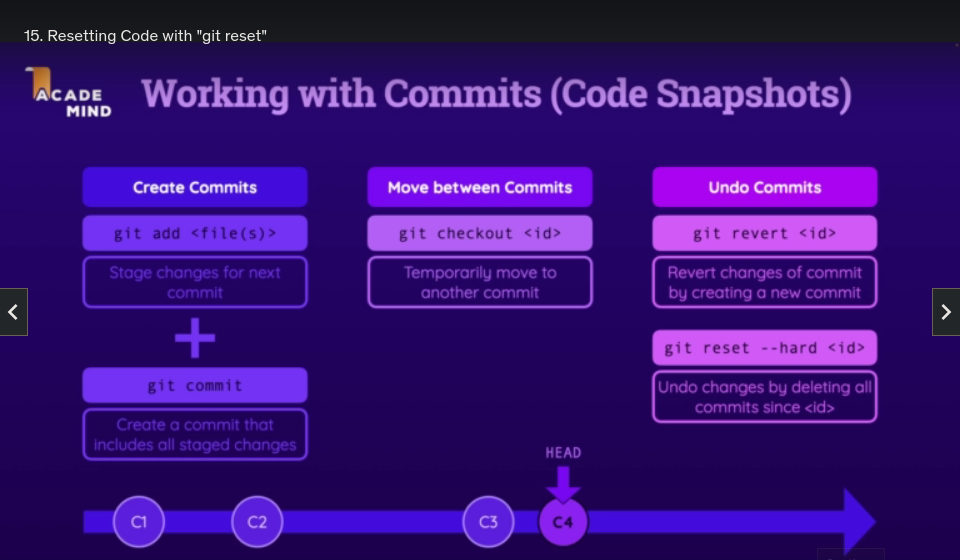 15. Resetting Code with "git reset"
ACADE
MIND
Working with Commits (Code Snapshots)
Create Commits
git add <file(s)>
Stage changes for next
commit
+
git commit
Create a commit that
includes all staged changes
Move between Commits
git checkout <id>
Temporarily move to
another commit
Undo Commits
git revert <id>
Revert changes of commit
by creating a new commit
git reset --hard <id>
Undo changes by deleting all
commits since <id>
HEAD
C1
C2
C3
C4